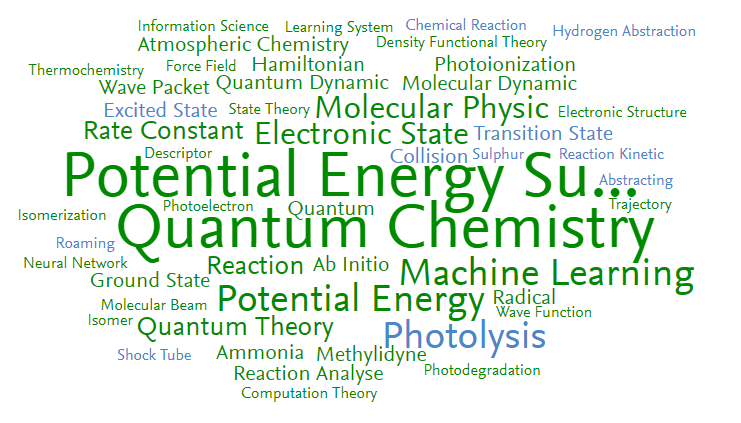 Information Science
Learning System
Chemical Reaction
Hydrogen Abstraction
Atmospheric Chemistry
Density Functional Theory
Thermochemistry
Force Field
Hamiltonian
Photoionization
Wave Packet
Quantum Dynamic
Molecular Dynamic
Excited State
State Theory
Molecular Physic
Electronic Structure
Rate Constant
Electronic State
Transition State
Descriptor
Collision
Sulphur
Reaction Kinetic
Potential Energy Su...
Abstracting
Isomerization
Photoelectron
Quantum
Trajectory
Roaming
Quantum Chemistry
Neural Network
Reaction
Ab Initio
Machine Learning
Ground State
Molecular Beam
Potential Energy
Radical
Wave Function
Isomer
Quantum Theory
Photolysis
Shock Tube
Ammonia
Methylidyne
Reaction Analyse
Photodegradation
Computation Theory